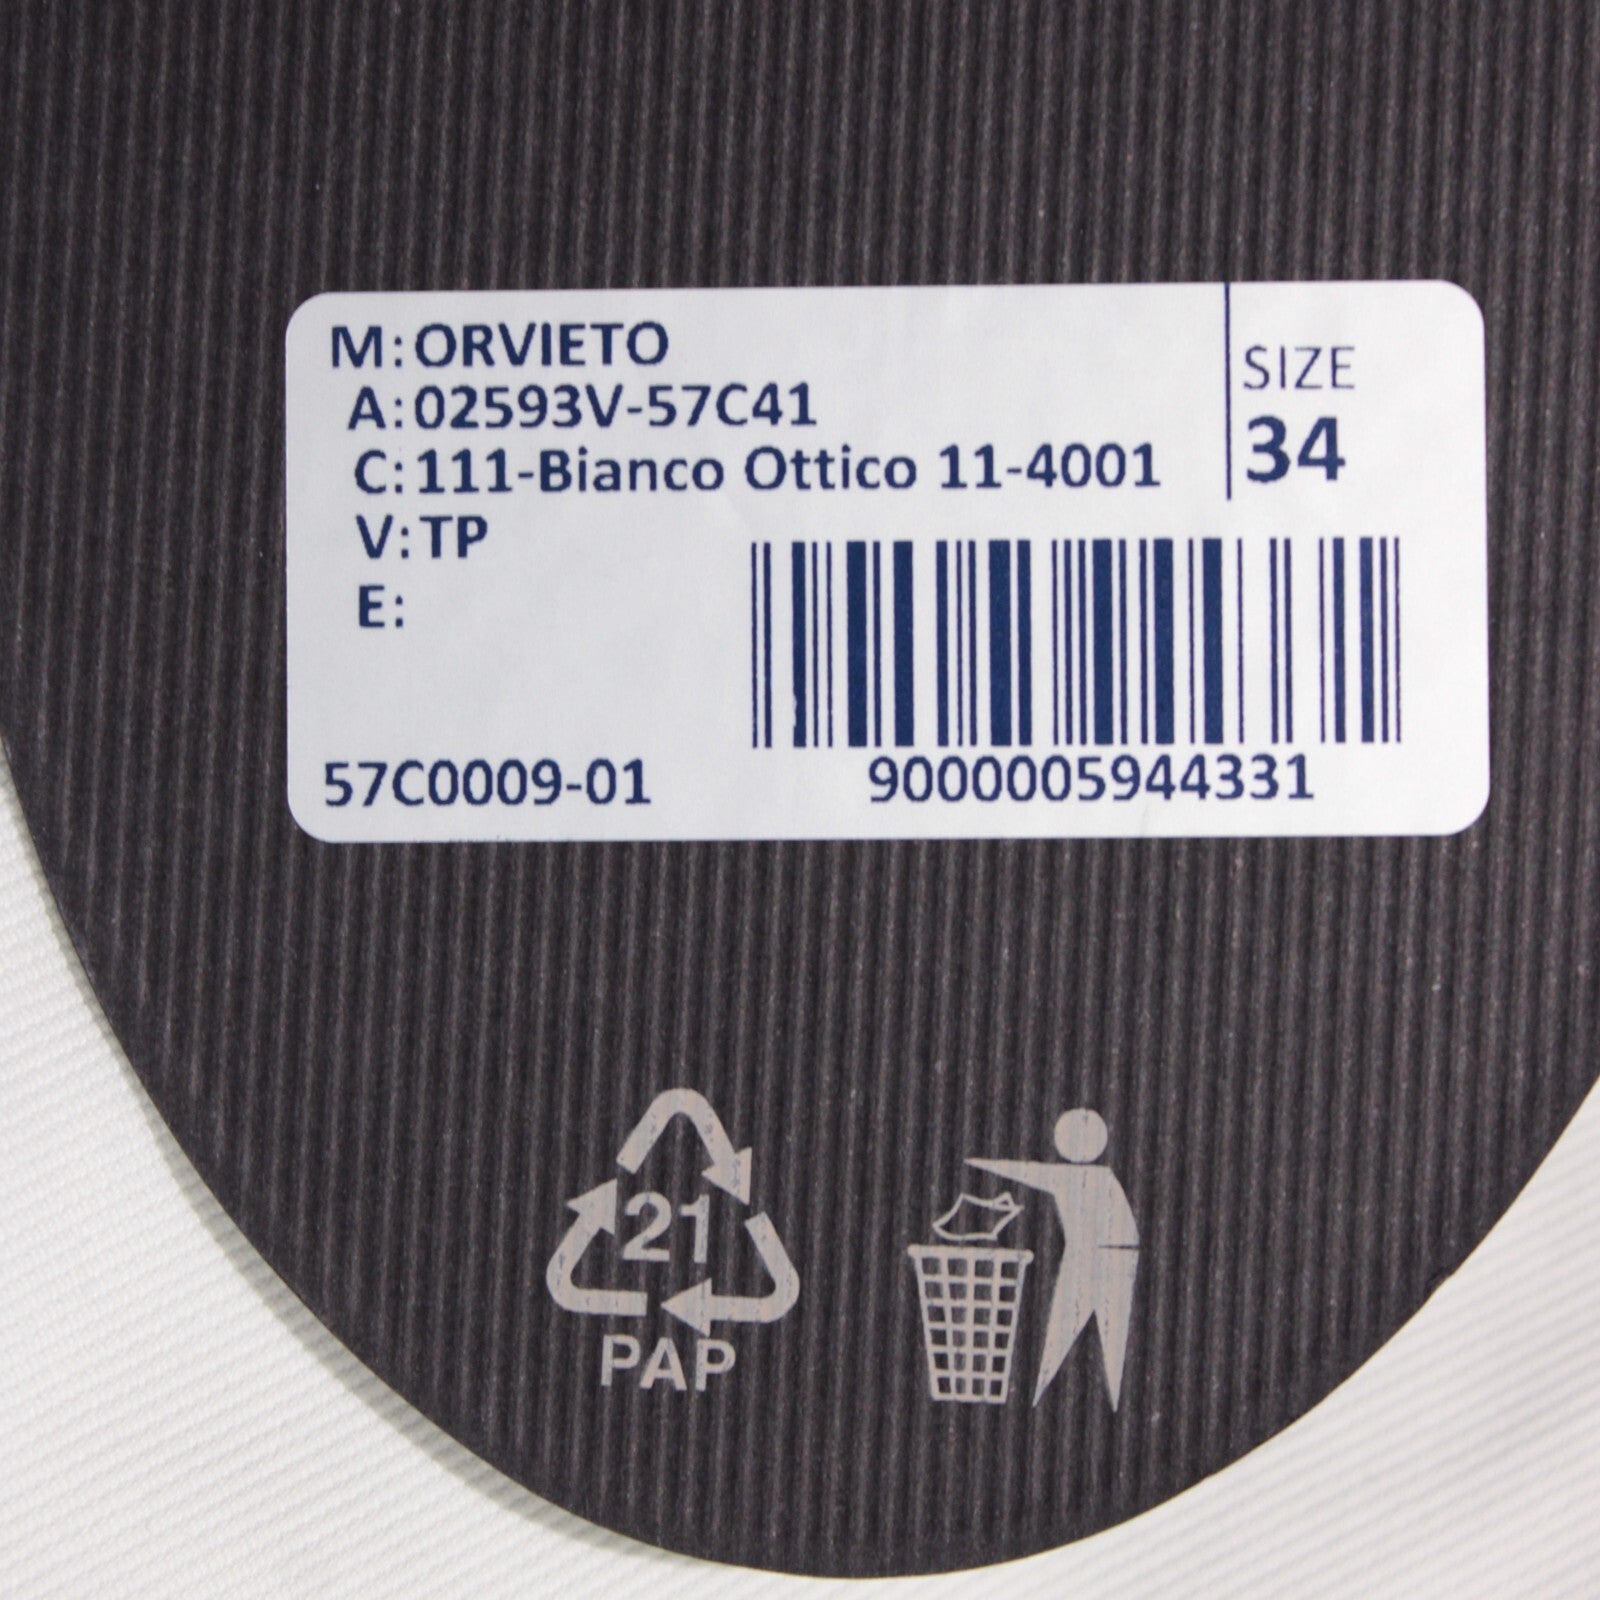 M: ORVIETO
A: 02593V-57C41
C: 111-Bianco Ottico 11-4001
V: TP
E:
SIZE
34
57C0009-01
9000005944331
21
PAP